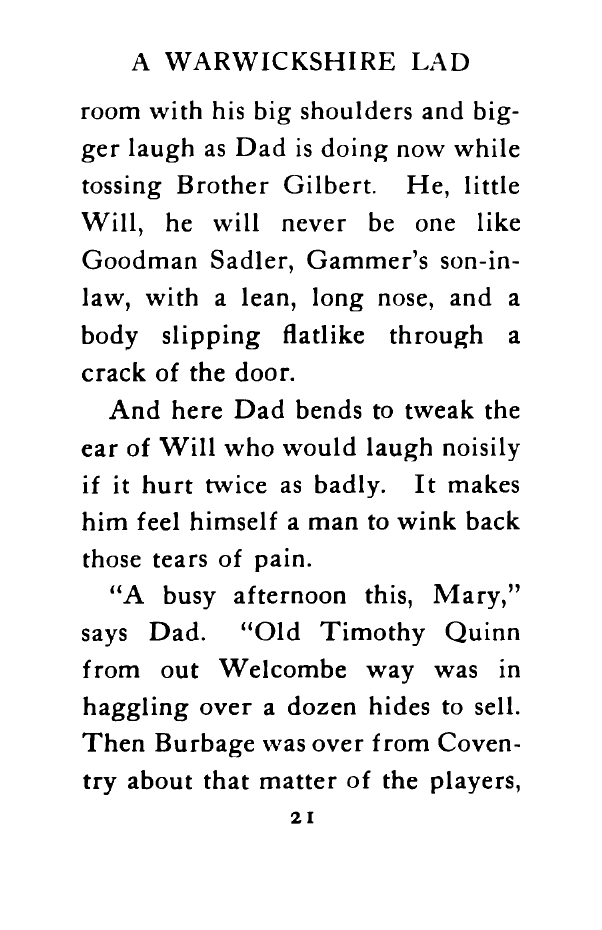 A WARWICKSHIRE LAD
room with his big shoulders and big-
ger laugh as Dad is doing now while
tossing Brother Gilbert. He, little
Will, he will never be one like
Goodman Sadler, Gammer's son-in-
law, with a lean, long nose, and a
body slipping flatlike through a
crack of the door.
And here Dad bends to tweak the
ear of Will who would laugh noisily
if it hurt twice as badly. It makes
him feel himself a man to wink back
those tears of pain.
"A busy afternoon this, Mary,"
says Dad. "Old Timothy Quinn
from out Welcombe way was in
haggling over a dozen hides to sell.
Then Burbage was over from Coven-
try about that matter of the players,
21